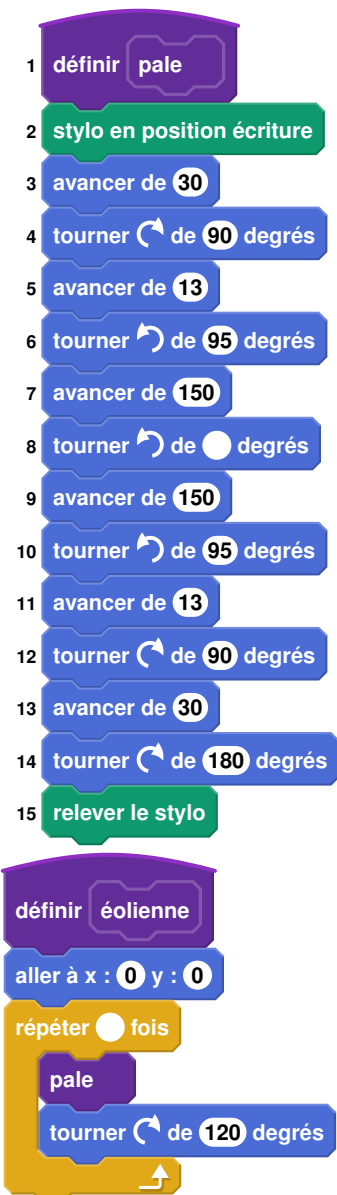 1 définir pale
2 stylo en position écriture
3 avancer de 30
4 tourner de 90 degrés
5 avancer de 13
6 tourner de 95 degrés
7 avancer de 150
8 tourner de degrés
9 avancer de 150
10 tourner de 95 degrés
11 avancer de 13
12 tourner de 90 degrés
13 avancer de 30
14 tourner de 180 degrés
15 relever le stylo
définir éolienne
aller à x : 0 y : 0
répéter fois
pale
tourner de 120 degrés